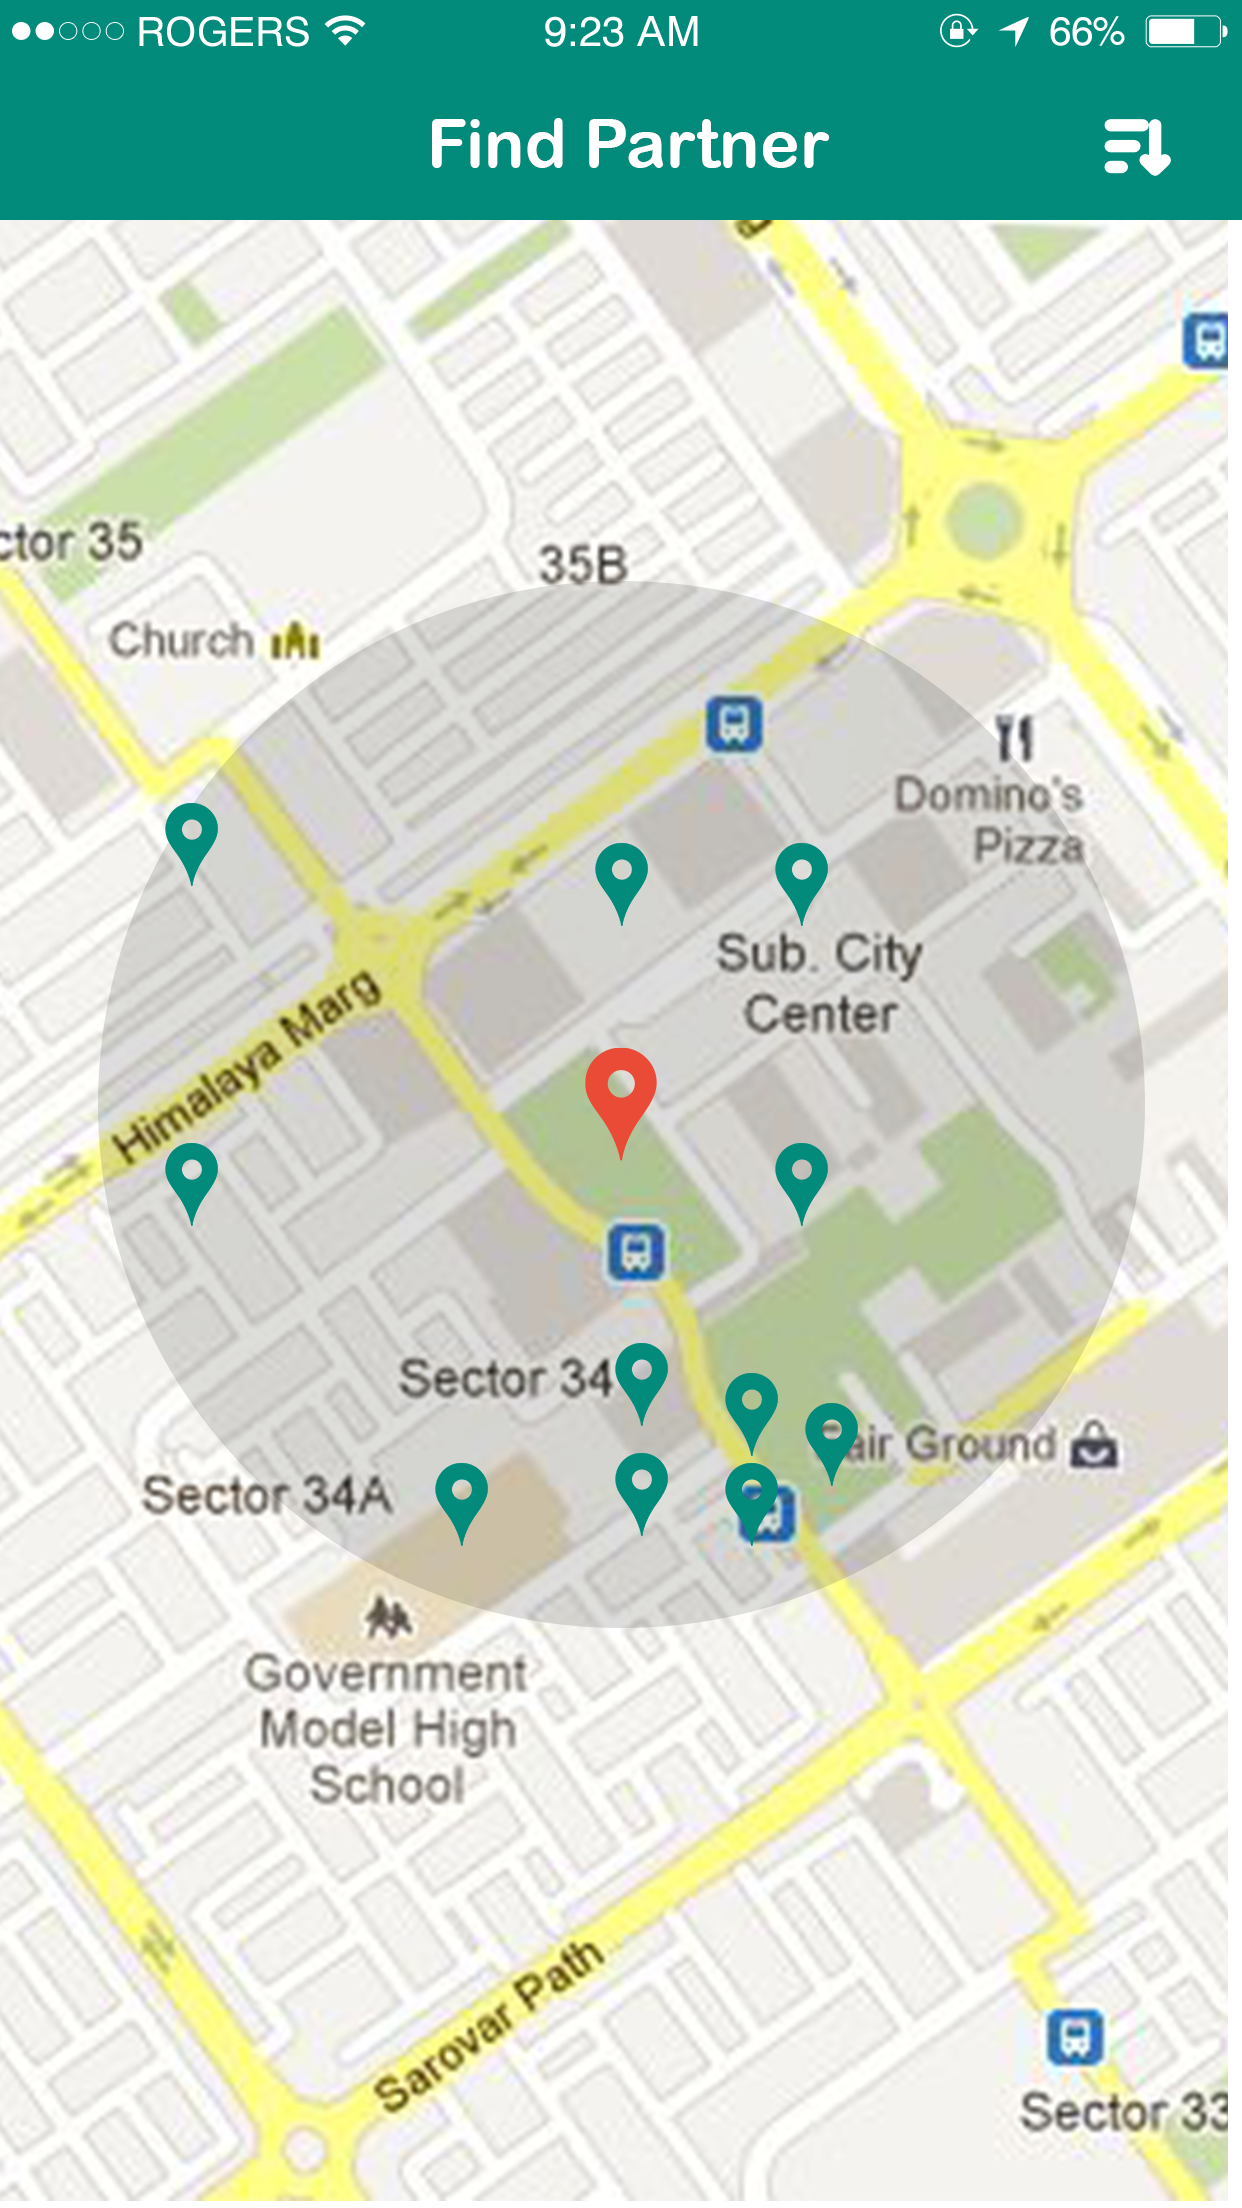 ROGERS 9:23 AM 66%
Find Partner
ctor 35
35B
Church
Domino's
Pizza
Sub. City
Center
Himalaya Marg
Sector 34
Fair Ground
Sector 34A
Government
Model High
School
Sarovar Path
Sector 33